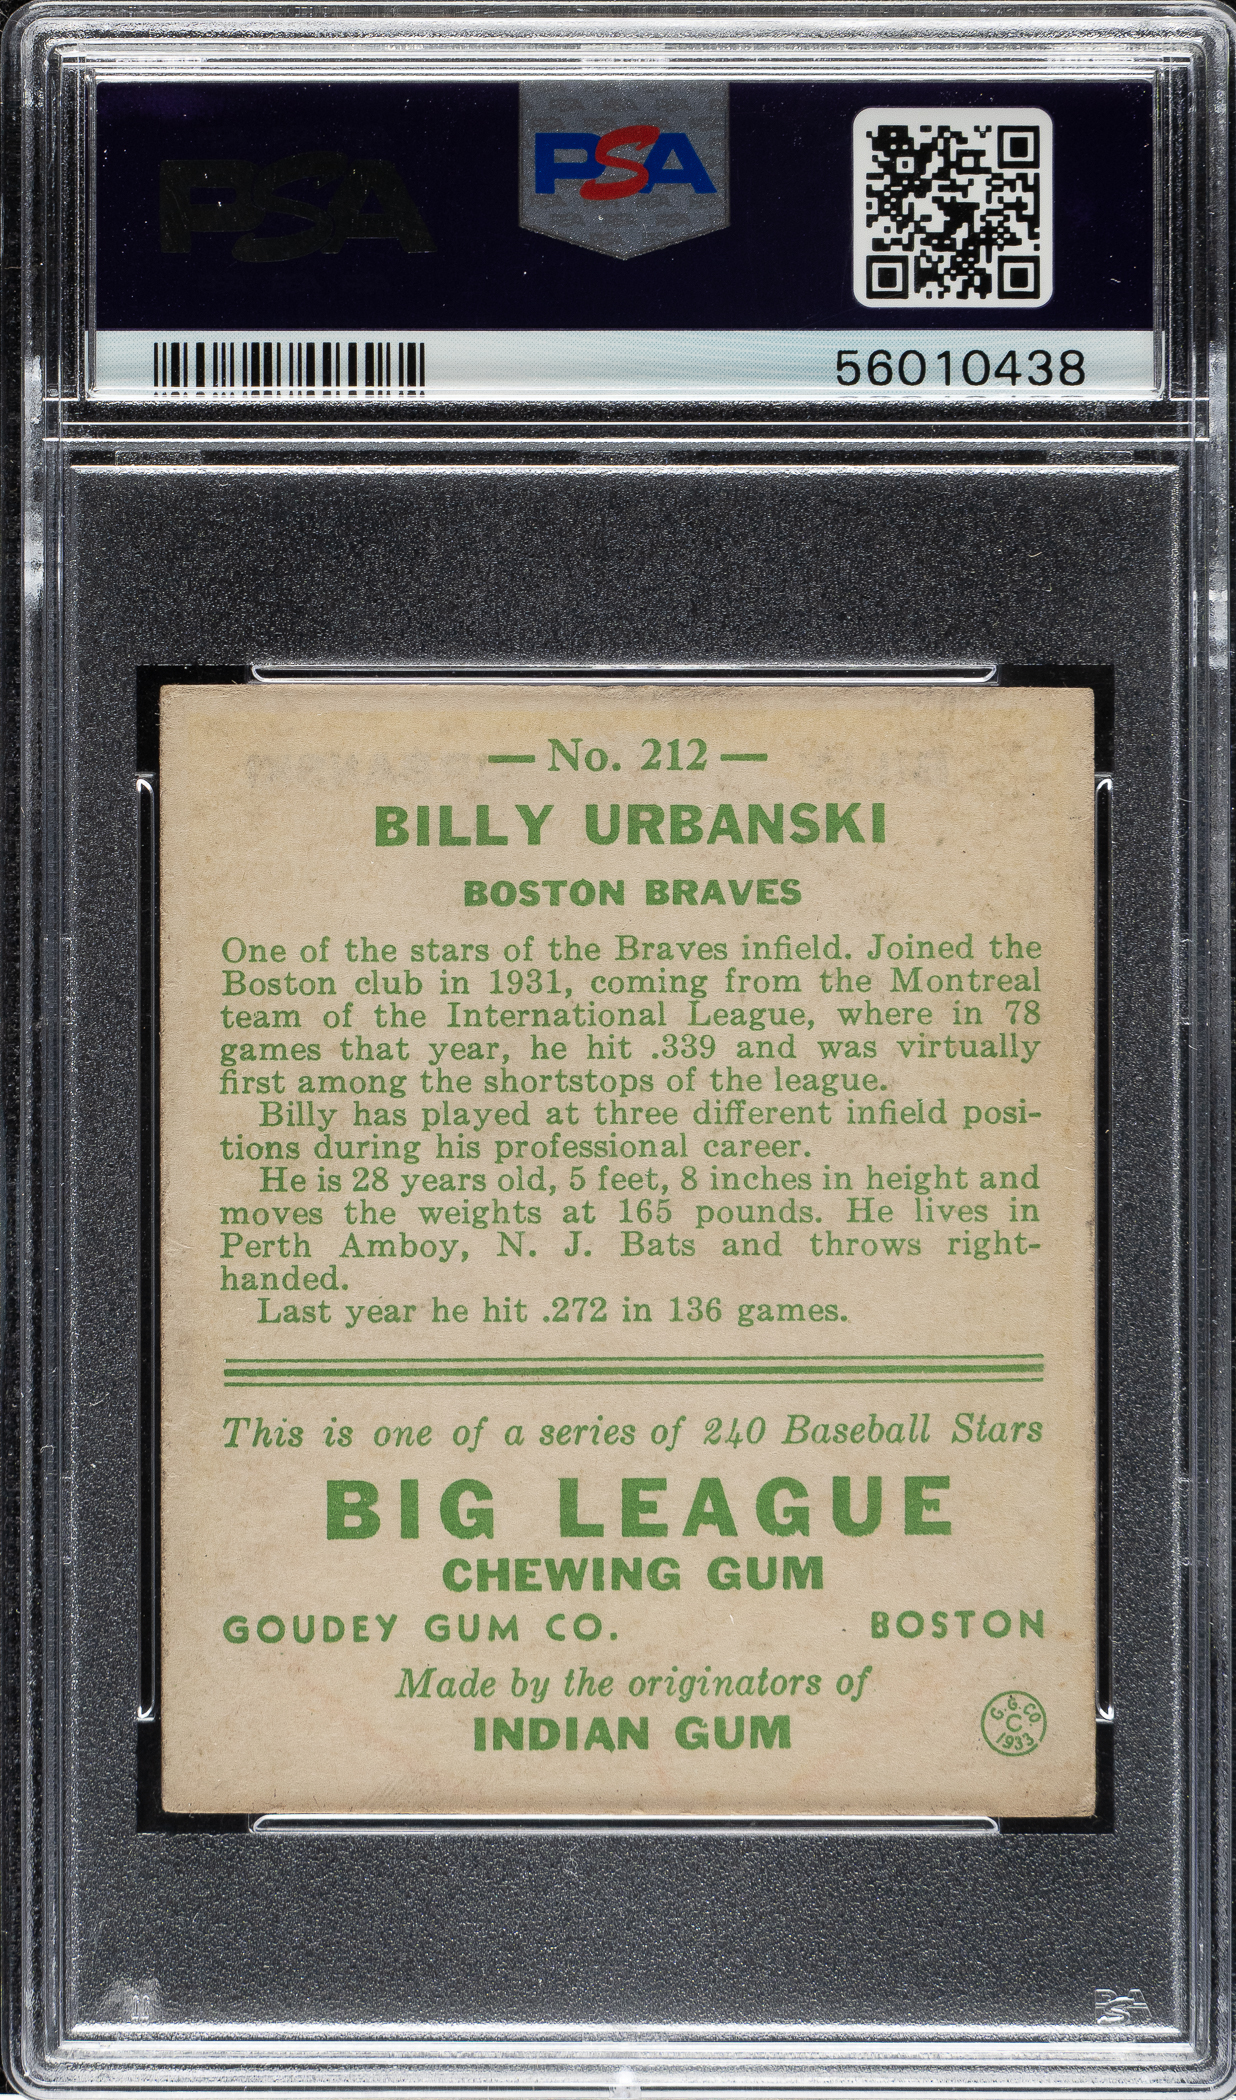 PSA
PSA
56010438
— No. 212 —
BILLY URBANSKI
BOSTON BRAVES
One of the stars of the Braves infield. Joined the
Boston club in 1931, coming from the Montreal
team of the International League, where in 78
games that year, he hit .339 and was virtually
first among the shortstops of the league.
Billy has played at three different infield posi-
tions during his professional career.
He is 28 years old, 5 feet, 8 inches in height and
moves the weights at 165 pounds. He lives in
Perth Amboy, N. J. Bats and throws right-
handed.
Last year he hit .272 in 136 games.
This is one of a series of 240 Baseball Stars
BIG LEAGUE
CHEWING GUM
GOUDEY GUM CO. BOSTON
Made by the originators of
INDIAN GUM
G. G. CO.
C
1933
PSA